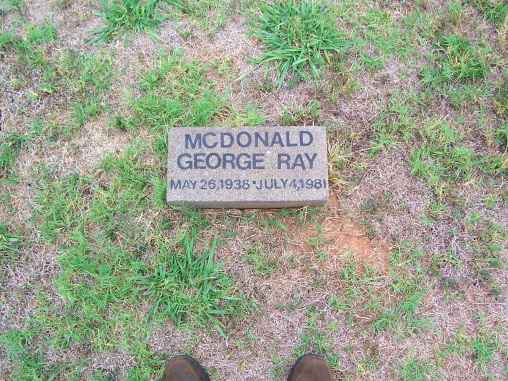 MCDONALD
GEORGE RAY
MAY 26,1938 • JULY 4,1981